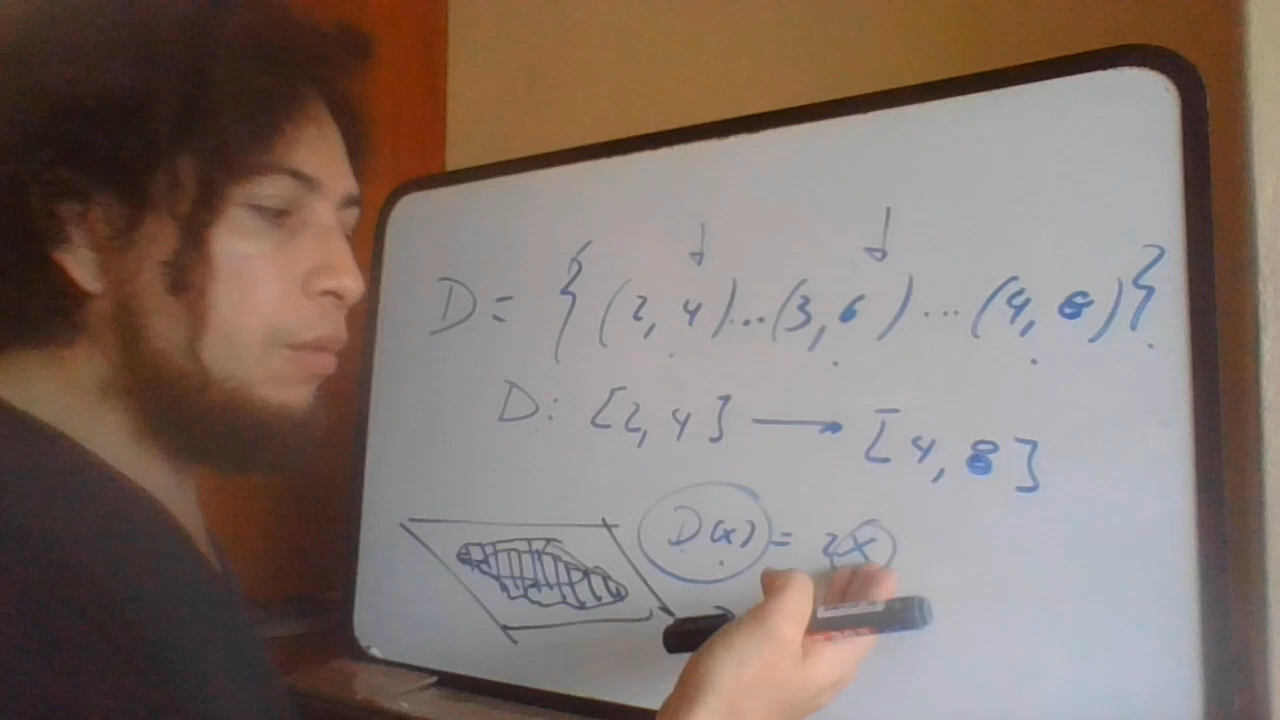 D = { (2, 4)...(3, 6) ... (4, 8) }
D: [2, 4] → [4, 8]
D(x) = 2x